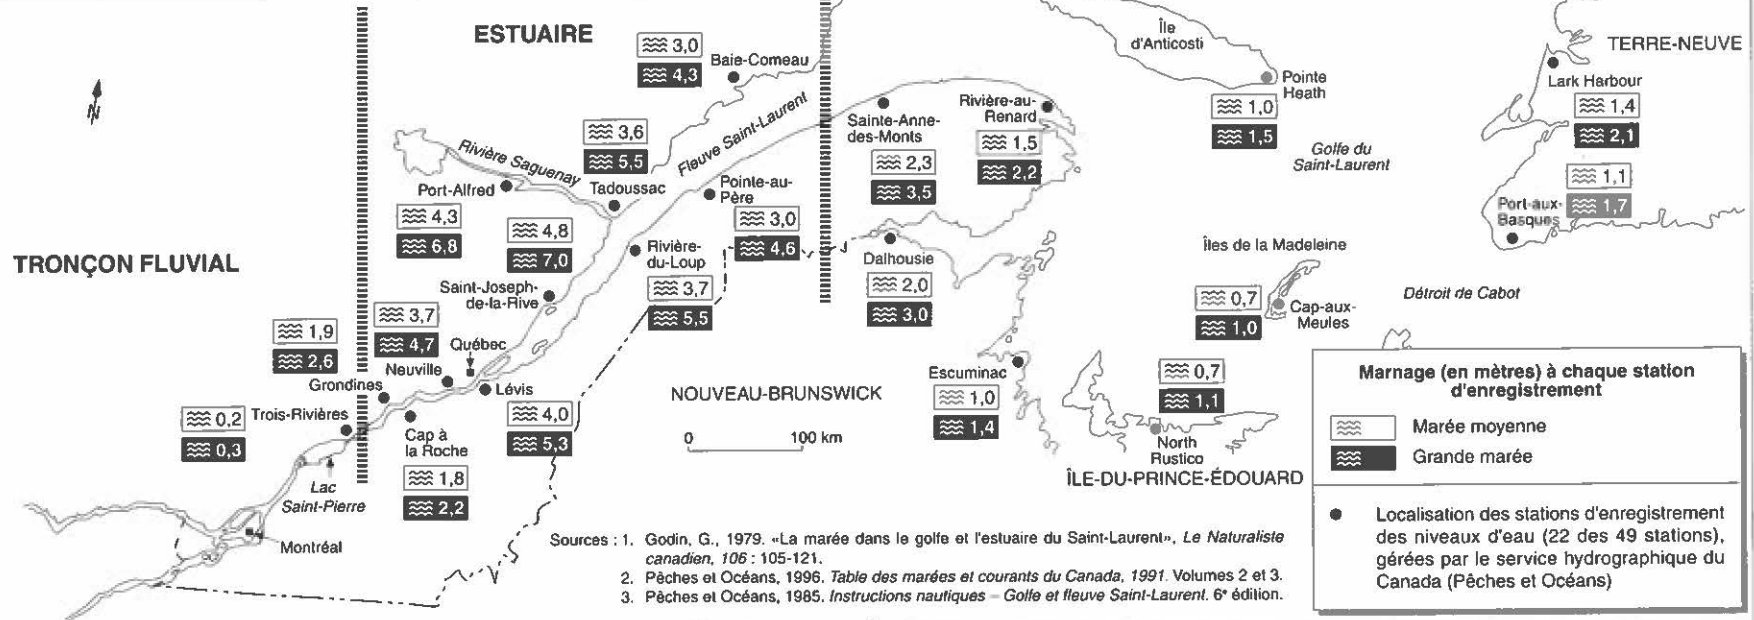 ESTUAIRE
TRONÇON FLUVIAL
N
3,0
4,3
Baie-Comeau
3,6
5,5
Tadoussac
Rivière Saguenay
Fleuve Saint-Laurent
Port-Alfred
4,3
6,8
4,8
7,0
Saint-Joseph-
de-la-Rive
Pointe-au-
Père
3,0
4,6
Rivière-
du-Loup
3,7
5,5
3,7
4,7
Québec
Neuville
1,9
2,6
Grondines
Lévis
4,0
5,3
0,2
0,3
Trois-Rivières
Cap à
la Roche
1,8
2,2
Lac
Saint-Pierre
Montréal
Sainte-Anne-
des-Monts
2,3
3,5
Rivière-au-
Renard
1,5
2,2
Dalhousie
2,0
3,0
Escuminac
1,0
1,4
NOUVEAU-BRUNSWICK
0 100 km
Île
d'Anticosti
Pointe
Heath
1,0
1,5
Golfe du
Saint-Laurent
TERRE-NEUVE
Lark Harbour
1,4
2,1
1,1
1,7
Port-aux-
Basques
Îles de la Madeleine
0,7
1,0
Cap-aux-
Meules
Détroit de Cabot
0,7
1,1
North
Rustico
ÎLE-DU-PRINCE-ÉDOUARD
Marnage (en mètres) à chaque station
d'enregistrement
Marée moyenne
Grande marée
Localisation des stations d'enregistrement
des niveaux d'eau (22 des 49 stations),
gérées par le service hydrographique du
Canada (Pêches et Océans)
Sources : 1. Godin, G., 1979. «La marée dans le golfe et l'estuaire du Saint-Laurent», Le Naturaliste
canadien, 106 : 105-121.
2. Pêches et Océans, 1996. Table des marées et courants du Canada, 1991. Volumes 2 et 3.
3. Pêches et Océans, 1985. Instructions nautiques – Golfe et fleuve Saint-Laurent. 6e édition.